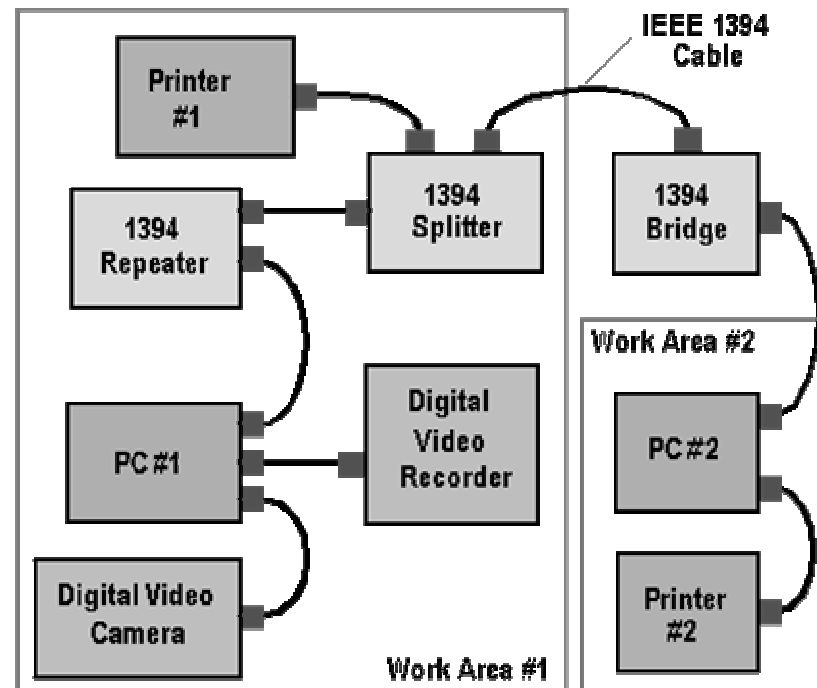 IEEE 1394
Cable
Printer
#1
1394
Splitter
1394
Bridge
1394
Repeater
Work Area #2
Digital
Video
Recorder
PC #1
PC #2
Digital Video
Camera
Printer
#2
Work Area #1